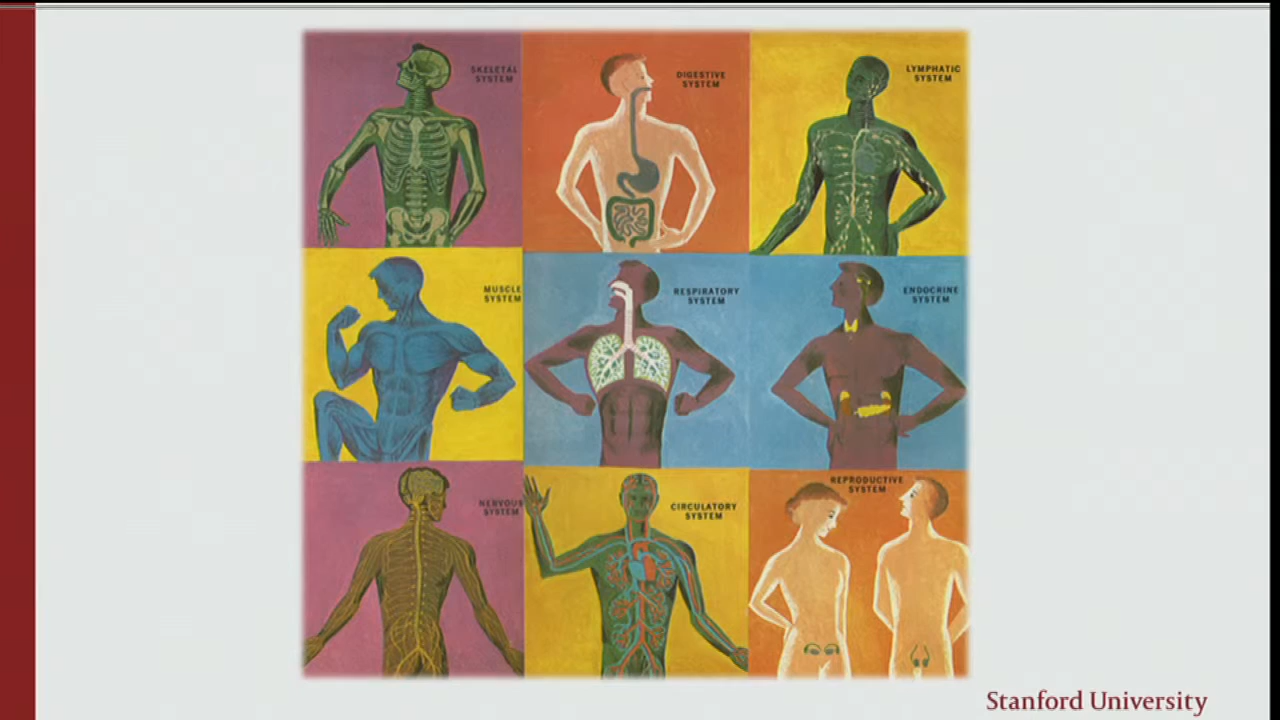 SKELETAL
SYSTEM
DIGESTIVE
SYSTEM
LYMPHATIC
SYSTEM
MUSCLE
SYSTEM
RESPIRATORY
SYSTEM
ENDOCRINE
SYSTEM
NERVOUS
SYSTEM
CIRCULATORY
SYSTEM
REPRODUCTIVE
SYSTEM
Stanford University